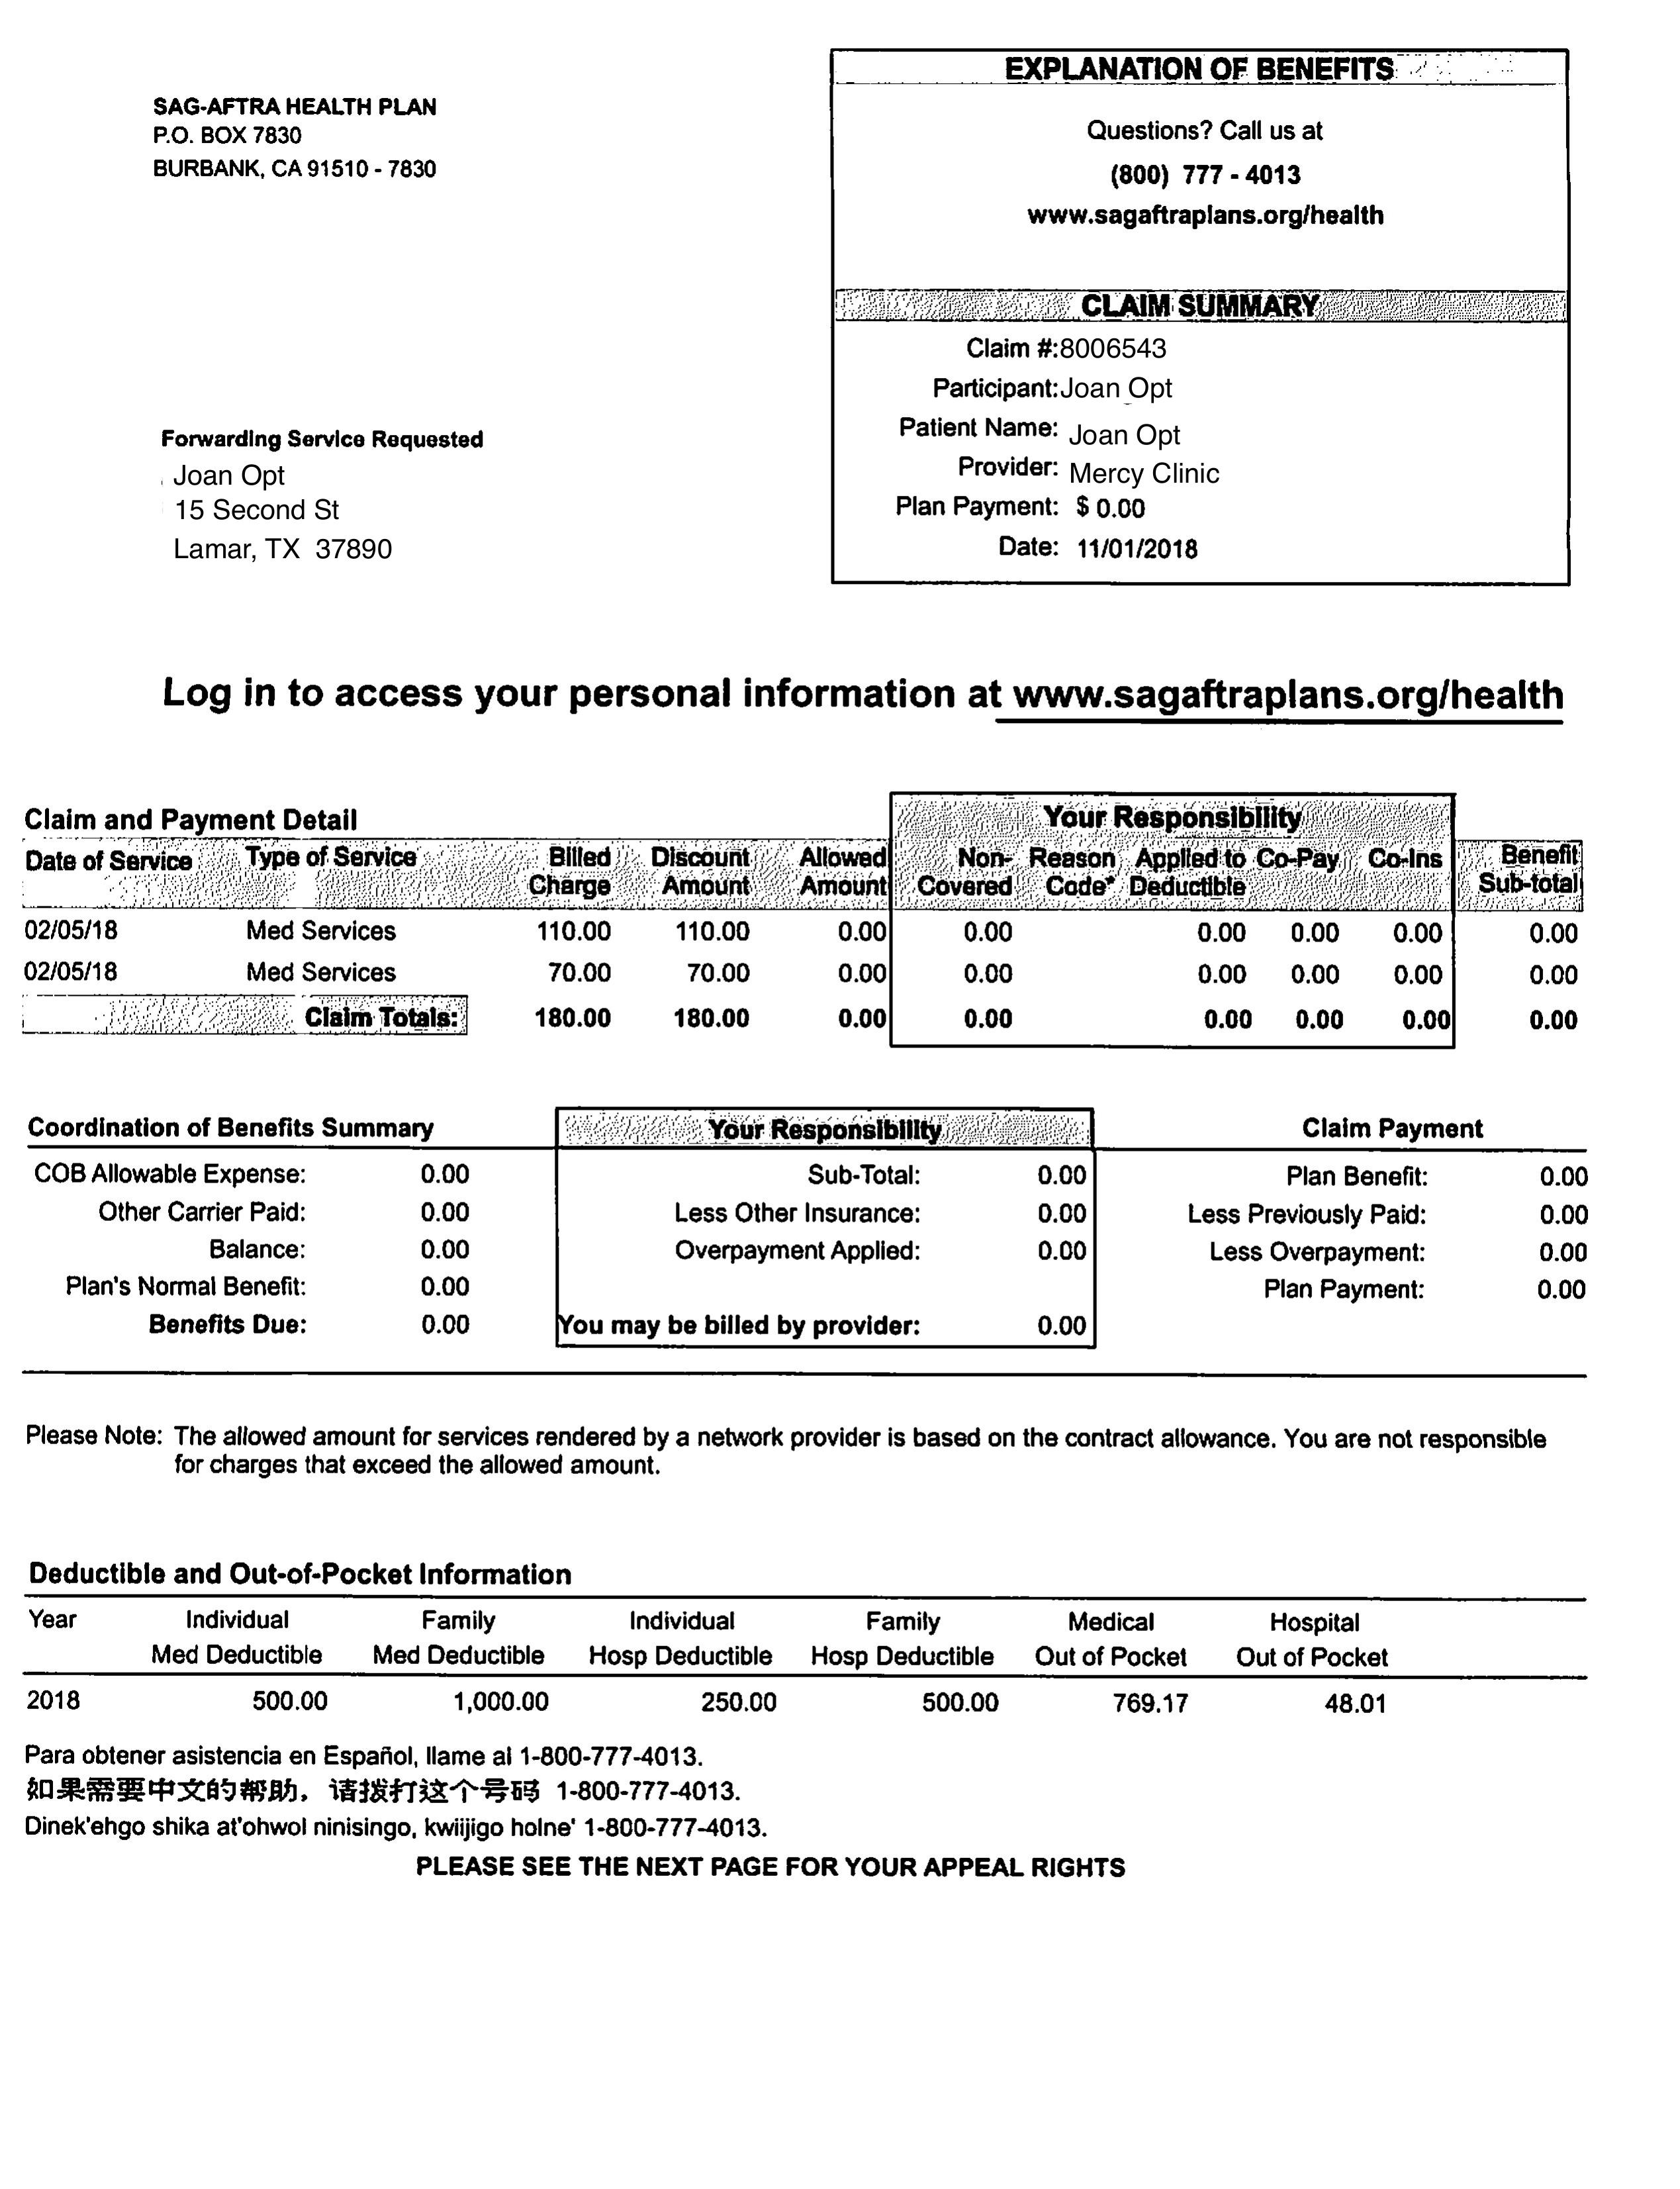 EXPLANATION OF BENEFITS
SAG-AFTRA HEALTH PLAN
P.O. BOX 7830
BURBANK, CA 91510 - 7830
Questions? Call us at
(800) 777 - 4013
www.sagaftraplans.org/health
CLAIM SUMMARY
Claim #:8006543
Participant:Joan Opt
Patient Name: Joan Opt
Provider: Mercy Clinic
Plan Payment: $ 0.00
Date: 11/01/2018
Forwarding Service Requested
Joan Opt
15 Second St
Lamar, TX 37890
Log in to access your personal information at www.sagaftraplans.org/health
Claim and Payment Detail
Your Responsibility
Date of Service Type of Service Billed Discount Allowed Non- Reason Applied to Co-Pay Co-Ins Benefit
Charge Amount Amount Covered Code* Deductible Sub-total
02/05/18 Med Services 110.00 110.00 0.00 0.00 0.00 0.00 0.00 0.00
02/05/18 Med Services 70.00 70.00 0.00 0.00 0.00 0.00 0.00 0.00
Claim Totals: 180.00 180.00 0.00 0.00 0.00 0.00 0.00 0.00
Coordination of Benefits Summary Your Responsibility Claim Payment
COB Allowable Expense: 0.00 Sub-Total: 0.00 Plan Benefit: 0.00
Other Carrier Paid: 0.00 Less Other Insurance: 0.00 Less Previously Paid: 0.00
Balance: 0.00 Overpayment Applied: 0.00 Less Overpayment: 0.00
Plan's Normal Benefit: 0.00 Plan Payment: 0.00
Benefits Due: 0.00 You may be billed by provider: 0.00
Please Note: The allowed amount for services rendered by a network provider is based on the contract allowance. You are not responsible
for charges that exceed the allowed amount.
Deductible and Out-of-Pocket Information
Year Individual Family Individual Family Medical Hospital
Med Deductible Med Deductible Hosp Deductible Hosp Deductible Out of Pocket Out of Pocket
2018 500.00 1,000.00 250.00 500.00 769.17 48.01
Para obtener asistencia en Español, llame al 1-800-777-4013.
如果需要中文的帮助，请拨打这个号码 1-800-777-4013.
Dinek'ehgo shika at'ohwol ninisingo, kwiijigo holne' 1-800-777-4013.
PLEASE SEE THE NEXT PAGE FOR YOUR APPEAL RIGHTS